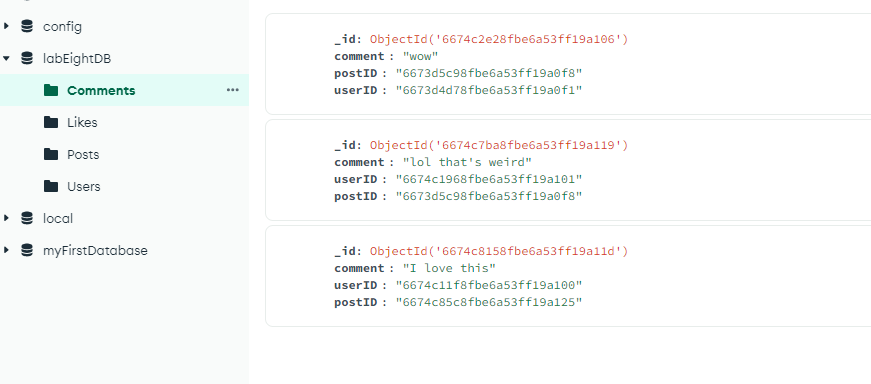 config
labEightDB
Comments
Likes
Posts
Users
local
myFirstDatabase
_id: ObjectId('6674c2e28fbe6a53ff19a106')
comment : "wow"
postID : "6673d5c98fbe6a53ff19a0f8"
userID : "6673d4d78fbe6a53ff19a0f1"
_id: ObjectId('6674c7ba8fbe6a53ff19a119')
comment : "lol that's weird"
userID : "6674c1968fbe6a53ff19a101"
postID : "6673d5c98fbe6a53ff19a0f8"
_id: ObjectId('6674c8158fbe6a53ff19a11d')
comment : "I love this"
userID : "6674c11f8fbe6a53ff19a100"
postID : "6674c85c8fbe6a53ff19a125"